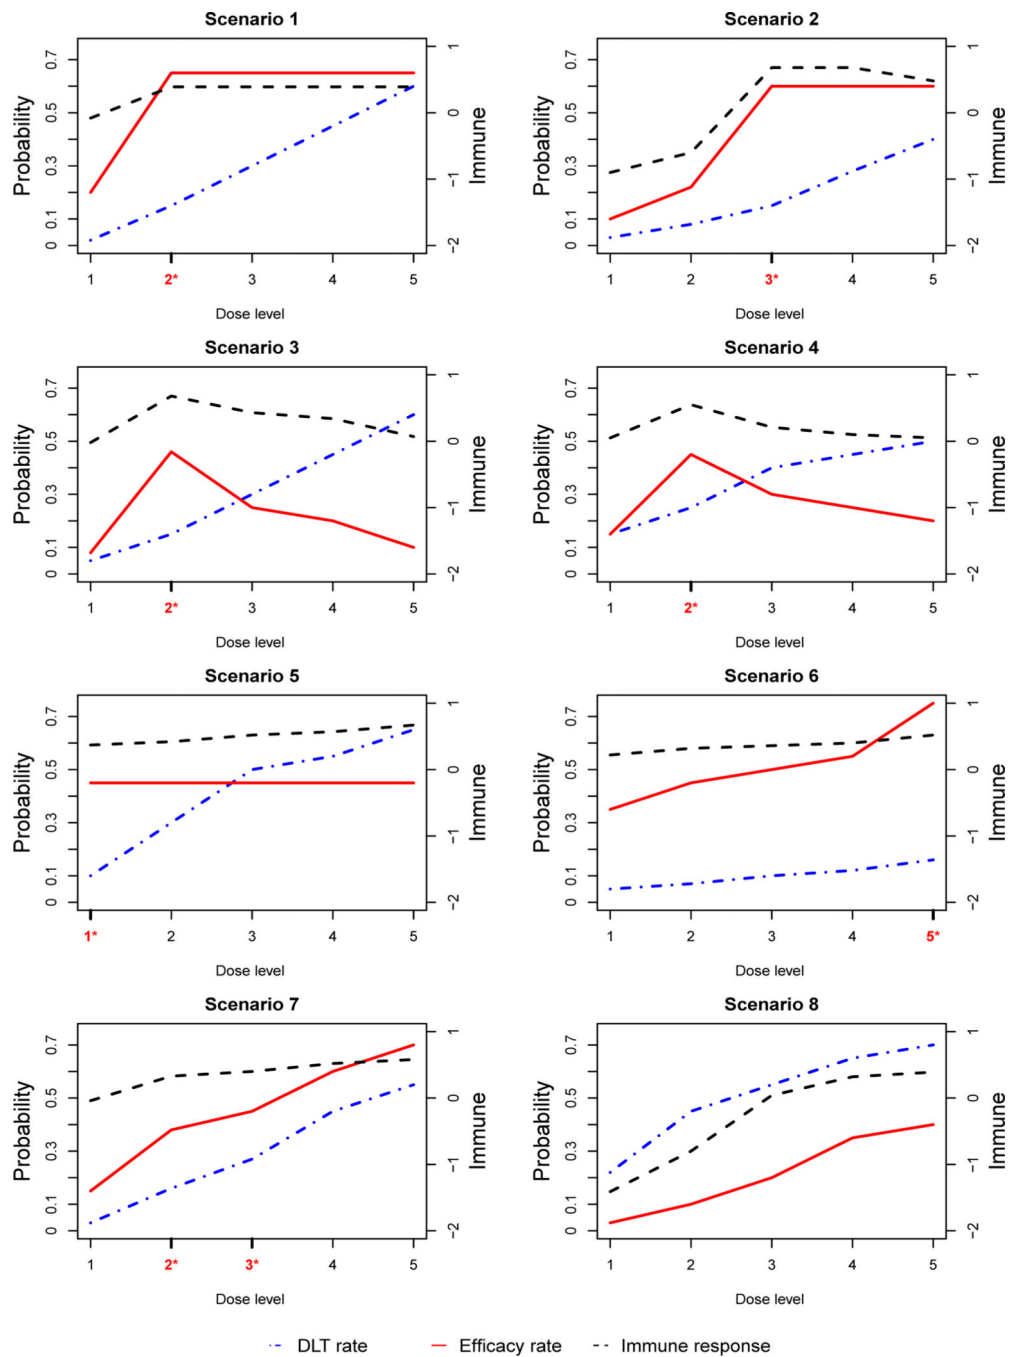 Scenario 1
Probability
0 0.1 0.3 0.5 0.7
−2 −1 0 1
Immune
1 2* 3 4 5
Dose level
Scenario 2
Probability
0 0.1 0.3 0.5 0.7
−2 −1 0 1
Immune
1 2 3* 4 5
Dose level
Scenario 3
Probability
0 0.1 0.3 0.5 0.7
−2 −1 0 1
Immune
1 2* 3 4 5
Dose level
Scenario 4
Probability
0 0.1 0.3 0.5 0.7
−2 −1 0 1
Immune
1 2* 3 4 5
Dose level
Scenario 5
Probability
0 0.1 0.3 0.5 0.7
−2 −1 0 1
Immune
1* 2 3 4 5
Dose level
Scenario 6
Probability
0 0.1 0.3 0.5 0.7
−2 −1 0 1
Immune
1 2 3 4 5*
Dose level
Scenario 7
Probability
0 0.1 0.3 0.5 0.7
−2 −1 0 1
Immune
1 2* 3* 4 5
Dose level
Scenario 8
Probability
0 0.1 0.3 0.5 0.7
−2 −1 0 1
Immune
1 2 3 4 5
Dose level
DLT rate Efficacy rate Immune response